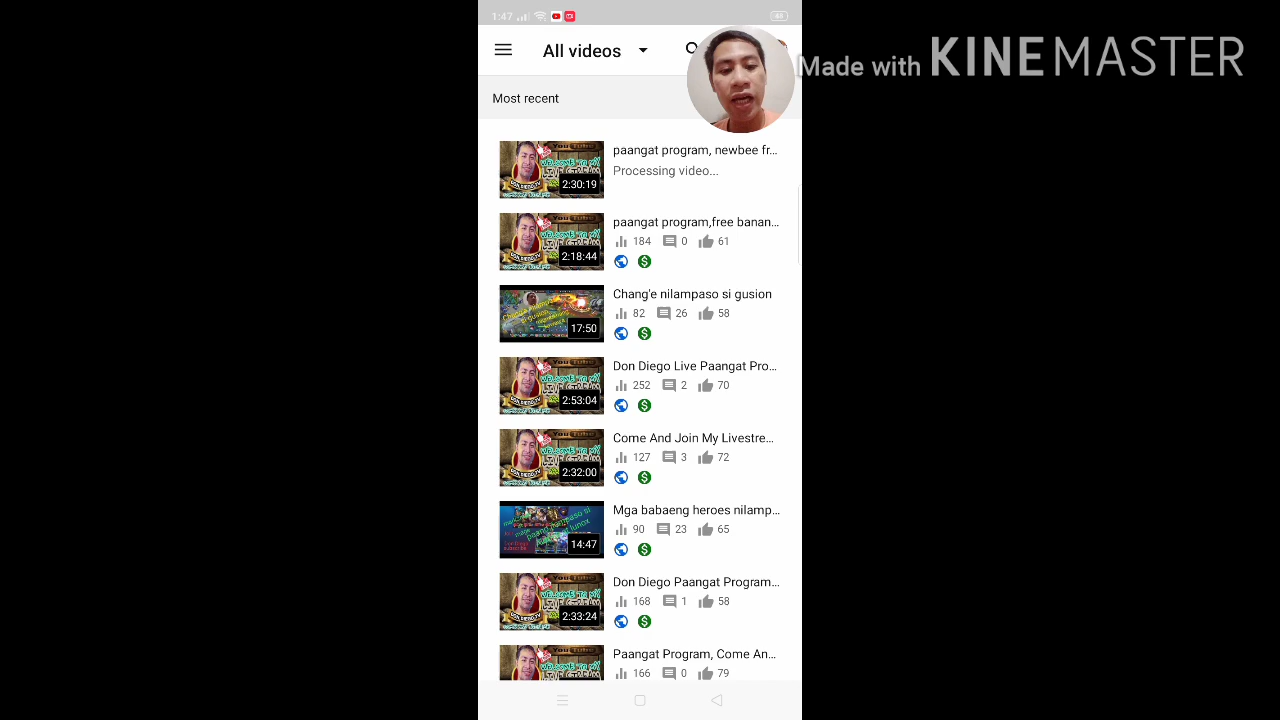 1:47
48
Made with KINEMASTER
All videos
Most recent
2:30:19
paangat program, newbee fr...
Processing video...
2:18:44
paangat program,free banan...
184 0 61
17:50
Chang'e nilampaso si gusion
82 26 58
2:53:04
Don Diego Live Paangat Pro...
252 2 70
2:32:00
Come And Join My Livestre...
127 3 72
14:47
Mga babaeng heroes nilamp...
90 23 65
2:33:24
Don Diego Paangat Program...
168 1 58
Paangat Program, Come An...
166 0 79